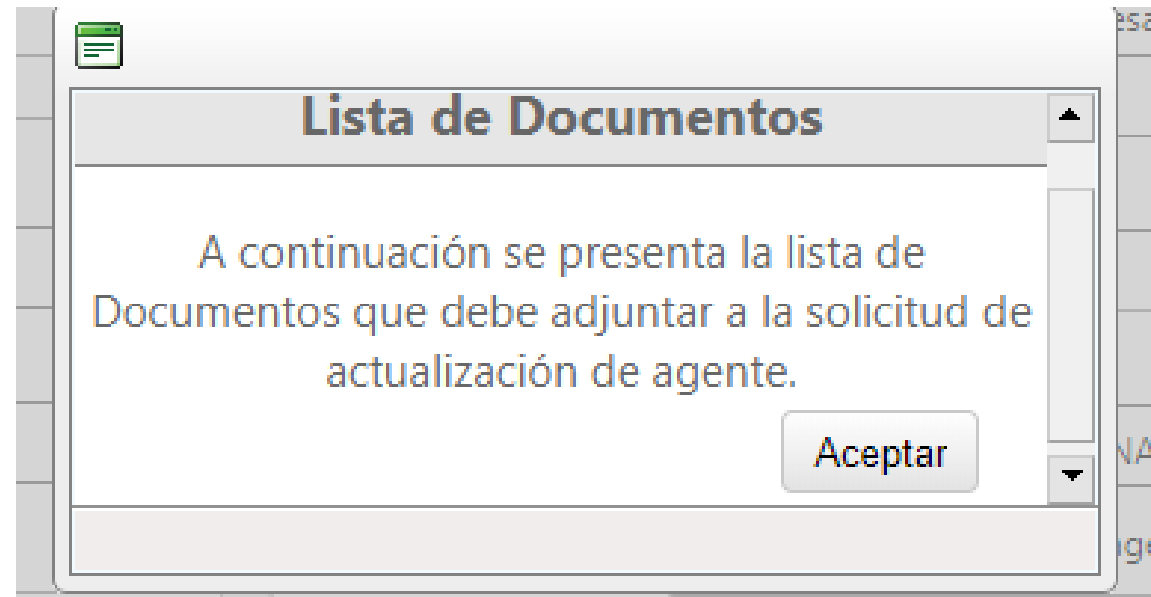 Lista de Documentos
A continuación se presenta la lista de
Documentos que debe adjuntar a la solicitud de
actualización de agente.
Aceptar